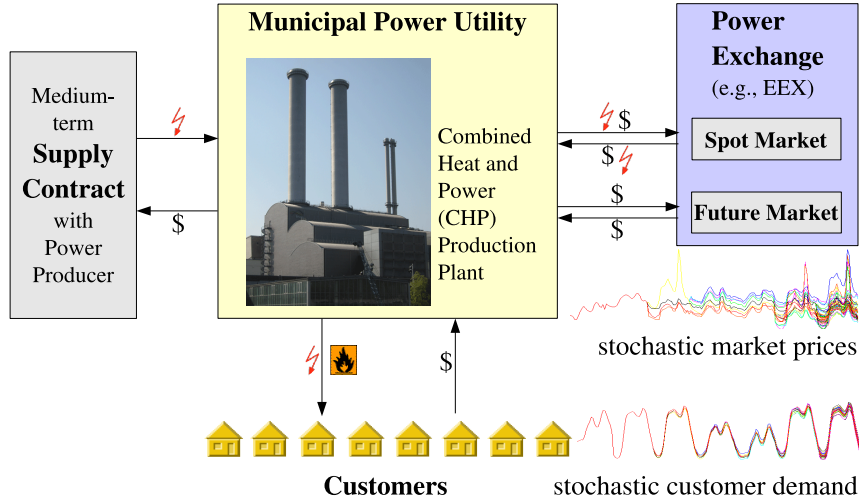 Municipal Power Utility
Power
Exchange
(e.g., EEX)
Medium-
term
Supply
Contract
with
Power
Producer
$
Combined
Heat and
Power
(CHP)
Production
Plant
$
$
$
$
Spot Market
Future Market
stochastic market prices
$
Customers
stochastic customer demand